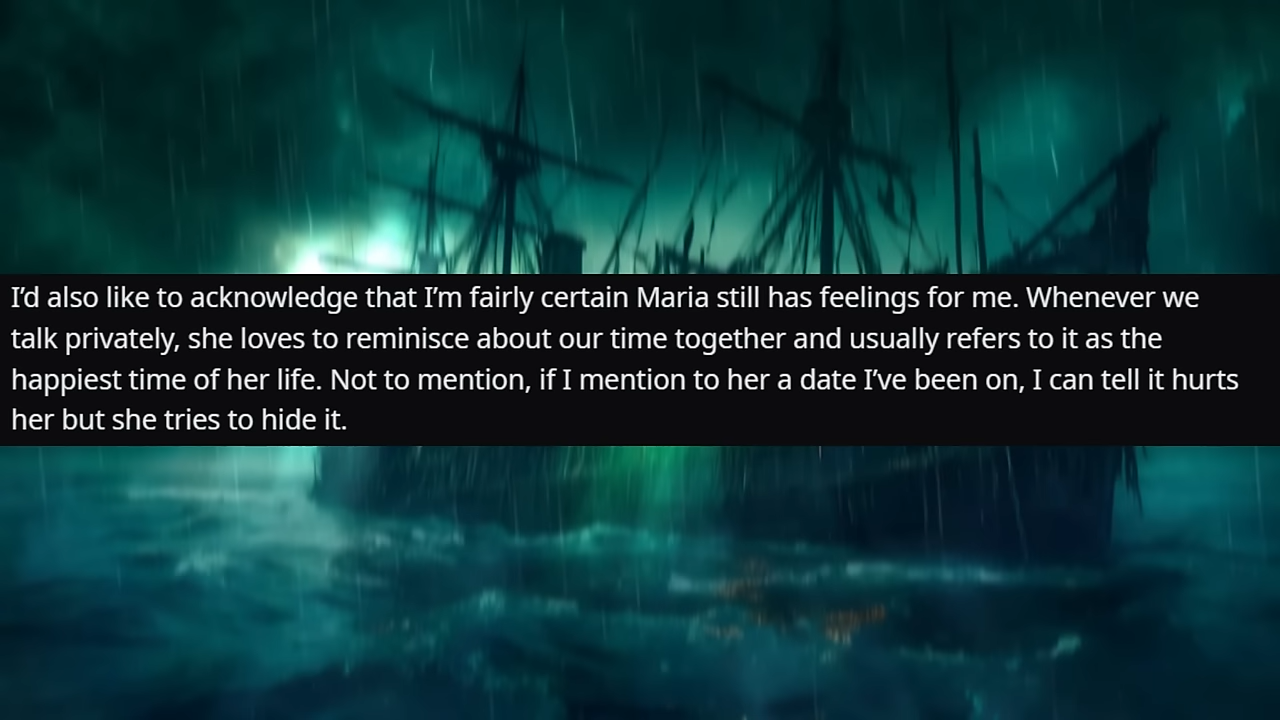 I’d also like to acknowledge that I’m fairly certain Maria still has feelings for me. Whenever we
talk privately, she loves to reminisce about our time together and usually refers to it as the
happiest time of her life. Not to mention, if I mention to her a date I’ve been on, I can tell it hurts
her but she tries to hide it.